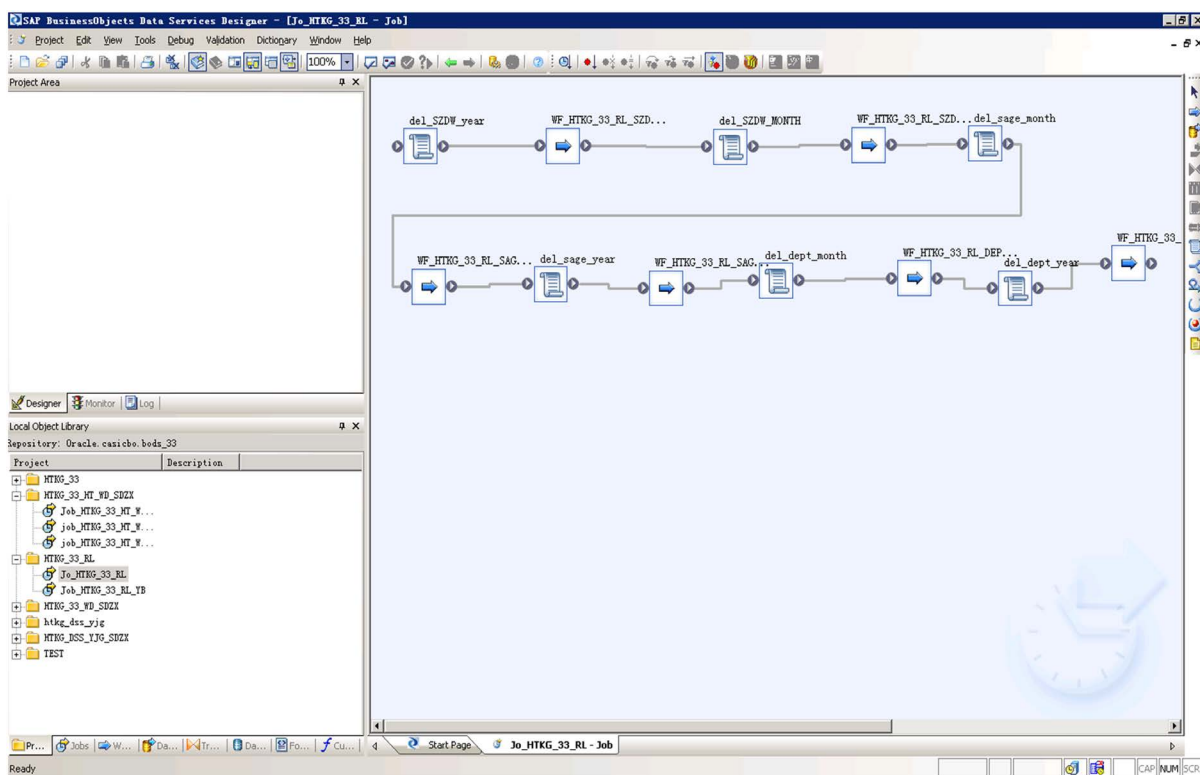 SAP BusinessObjects Data Services Designer - [Jo_HTKG_33_RL - Job]
Project Edit View Tools Debug Validation Dictionary Window Help
100%
Project Area
del_SZDW_year WF_HTKG_33_RL_SZD... del_SZDW_MONTH WF_HTKG_33_RL_SZD... del_sage_month
WF_HTKG_33_
WF_HTKG_33_RL_SAG... del_sage_year WF_HTKG_33_RL_SAG... del_dept_month WF_HTKG_33_RL_DEP... del_dept_year
Designer Monitor Log
Local Object Library
Repository: Oracle.casicbo.bods_33
Project Description
HTKG_33
HTKG_33_HT_WD_SDZX
Job_HTKG_33_HT_W...
job_HTKG_33_HT_W...
job_HTKG_33_HT_W...
HTKG_33_RL
Jo_HTKG_33_RL
Job_HTKG_33_RL_YB
HTKG_33_WD_SDZX
htkg_dss_yjg
HTKG_DSS_YJG_SDZX
TEST
Pr... Jobs W... Da... Tr... Da... Fo... Cu... Start Page Jo_HTKG_33_RL - Job
Ready CAP NUM SCR